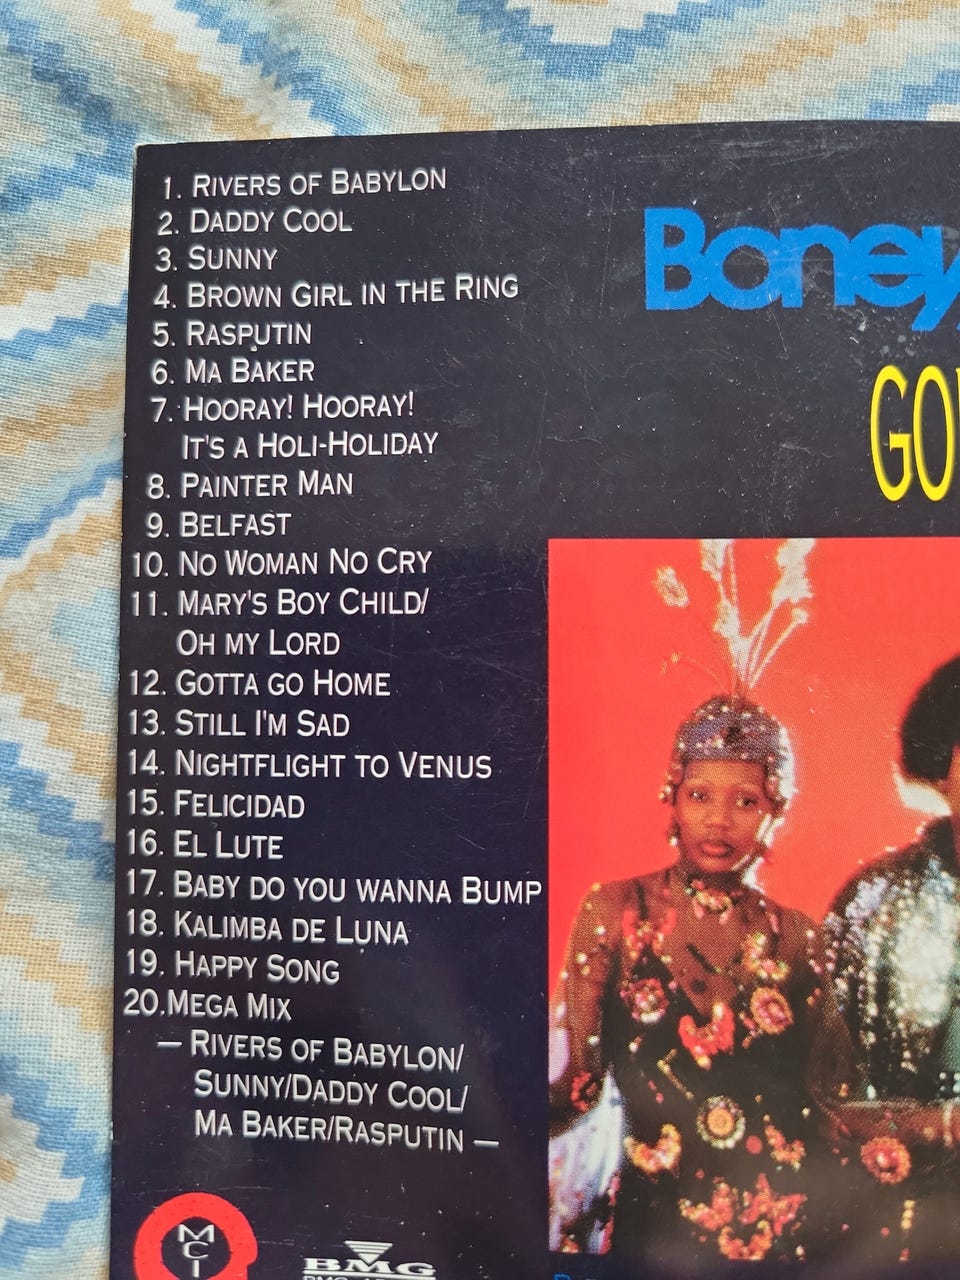 1. RIVERS OF BABYLON
2. DADDY COOL
3. SUNNY
4. BROWN GIRL IN THE RING
5. RASPUTIN
6. MA BAKER
7. HOORAY! HOORAY!
IT'S A HOLI-HOLIDAY
8. PAINTER MAN
9. BELFAST
10. NO WOMAN NO CRY
11. MARY'S BOY CHILD/
OH MY LORD
12. GOTTA GO HOME
13. STILL I'M SAD
14. NIGHTFLIGHT TO VENUS
15. FELICIDAD
16. EL LUTE
17. BABY DO YOU WANNA BUMP
18. KALIMBA DE LUNA
19. HAPPY SONG
20. MEGA MIX
— RIVERS OF BABYLON/
SUNNY/DADDY COOL/
MA BAKER/RASPUTIN —
Boney
GO
MCI
BMG